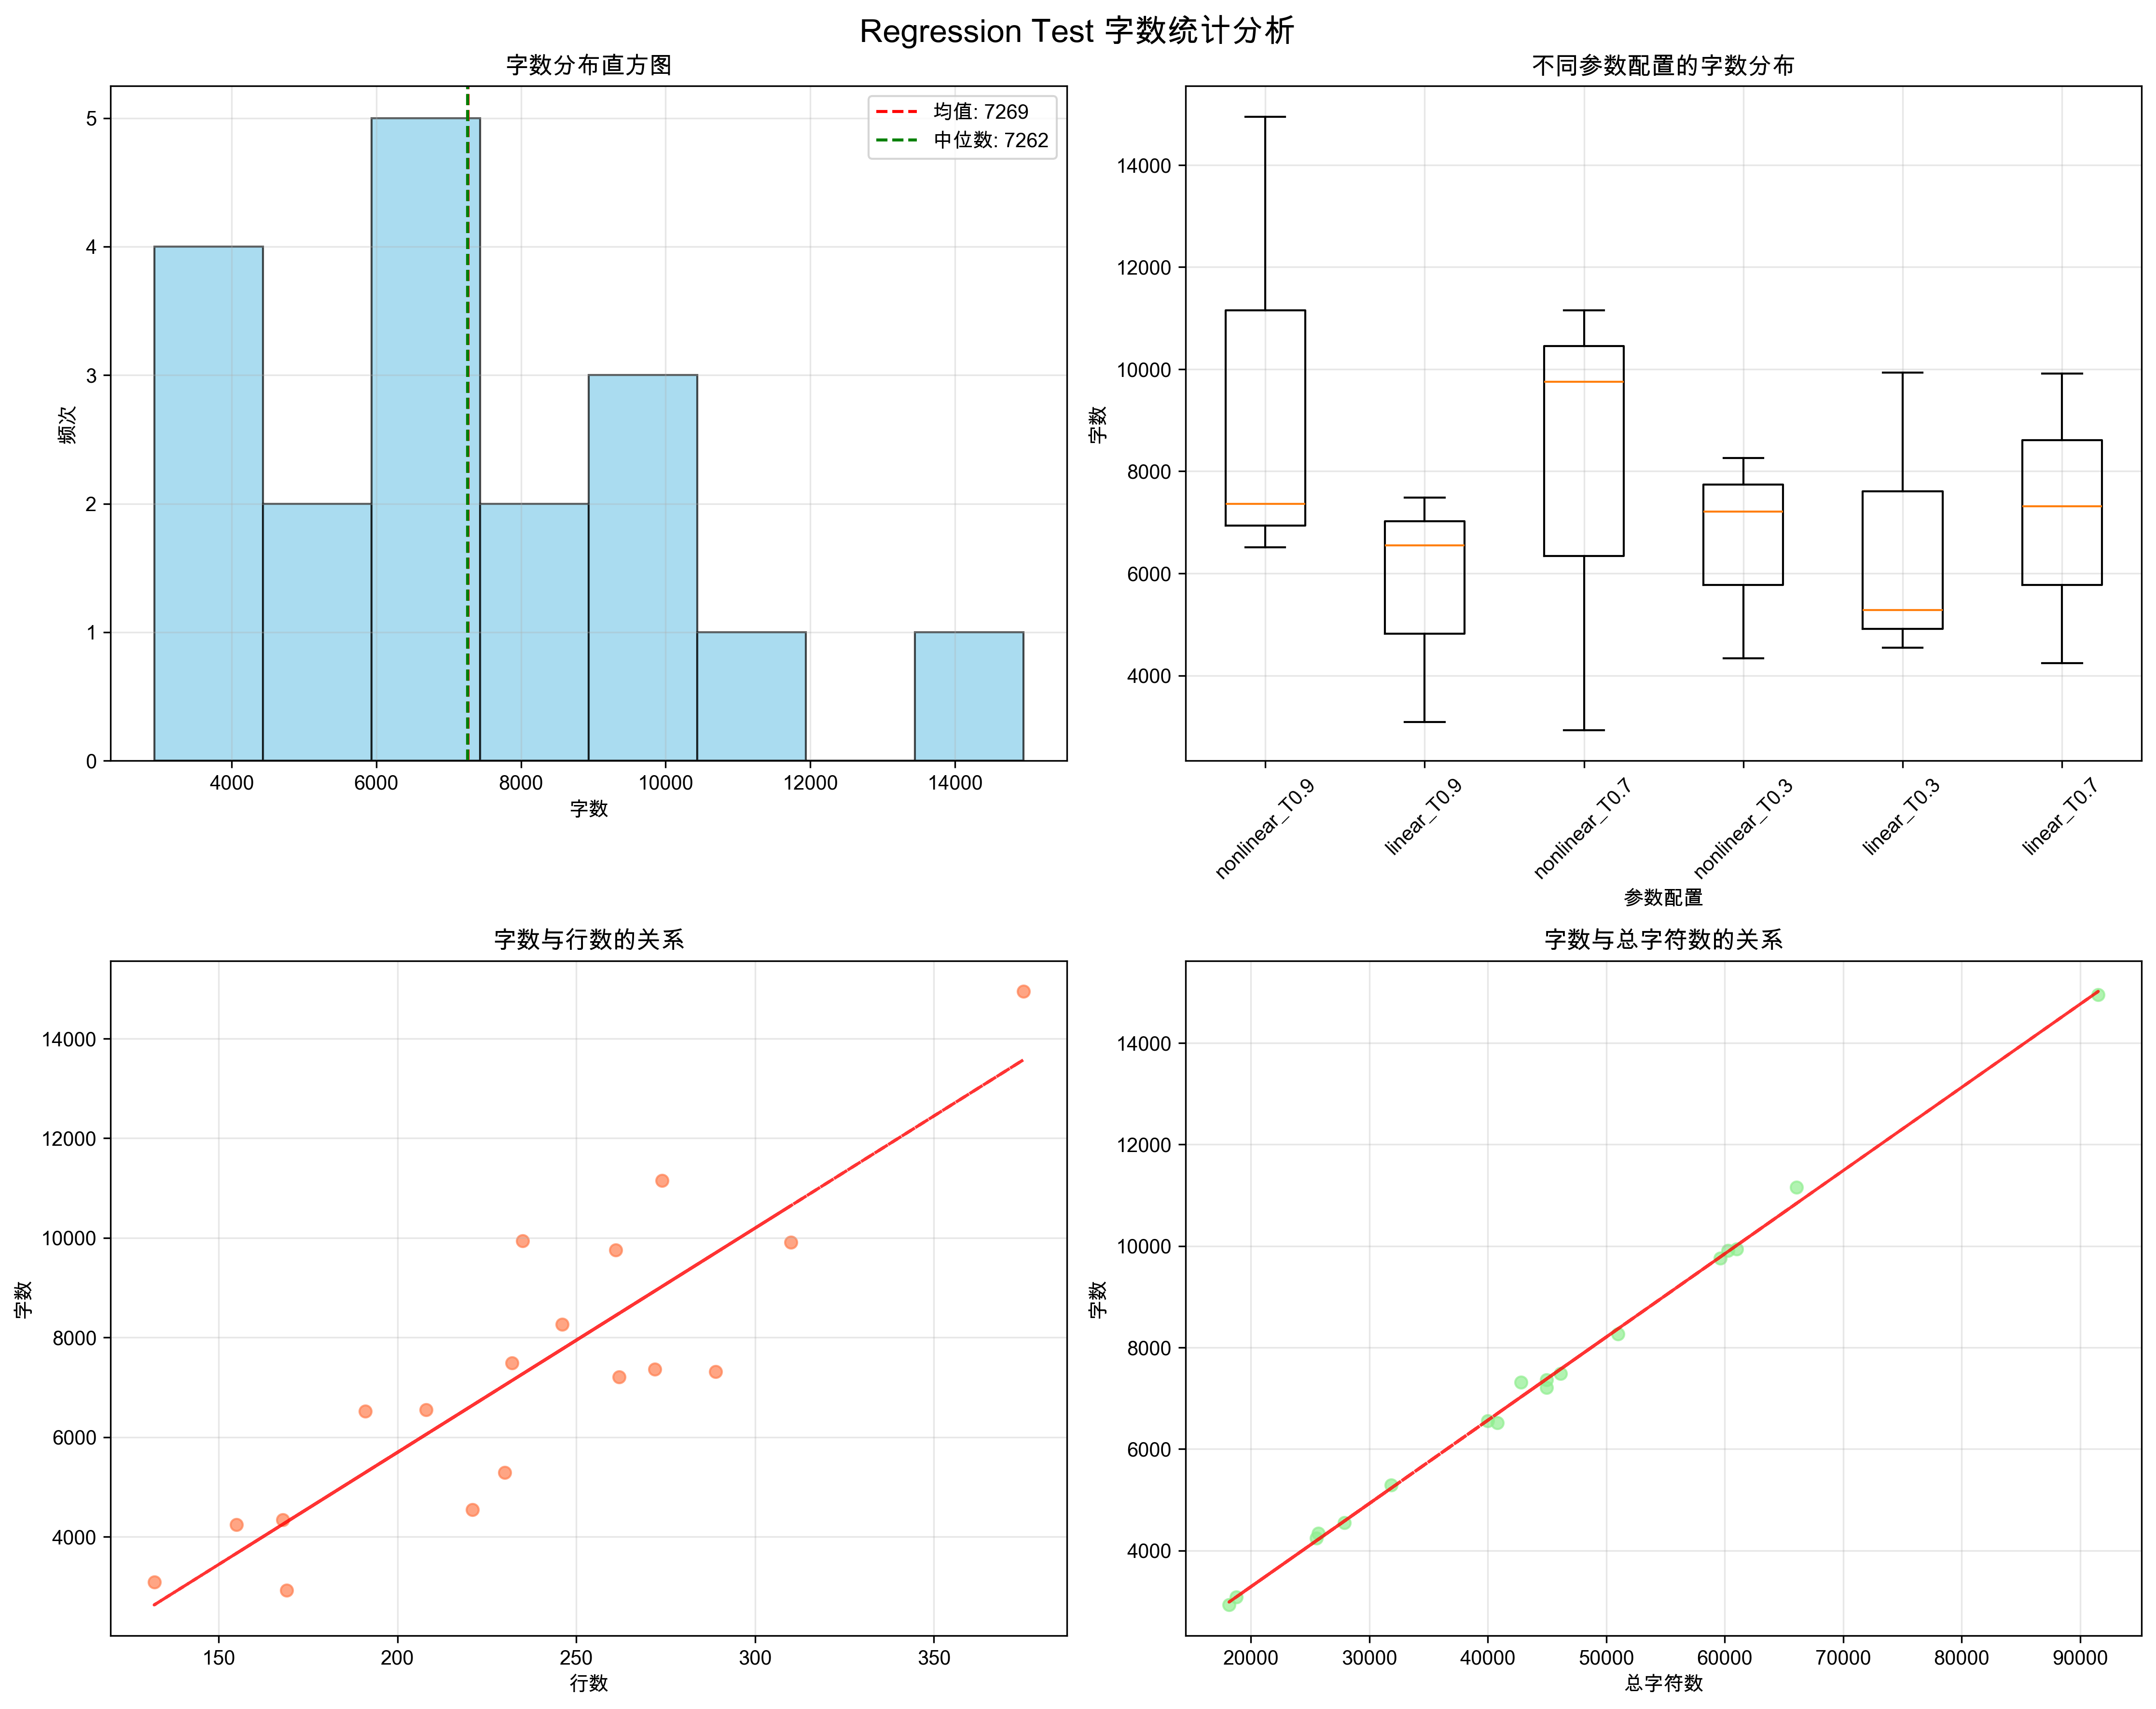 Regression Test 字数统计分析
字数分布直方图
均值: 7269
中位数: 7262
5
4
3
2
1
0
频次
4000
6000
8000
10000
12000
14000
字数
不同参数配置的字数分布
14000
12000
10000
8000
6000
4000
字数
nonlinear_T0.9
linear_T0.9
nonlinear_T0.7
nonlinear_T0.3
linear_T0.3
linear_T0.7
参数配置
字数与行数的关系
14000
12000
10000
8000
6000
4000
字数
150
200
250
300
350
行数
字数与总字符数的关系
14000
12000
10000
8000
6000
4000
字数
20000
30000
40000
50000
60000
70000
80000
90000
总字符数